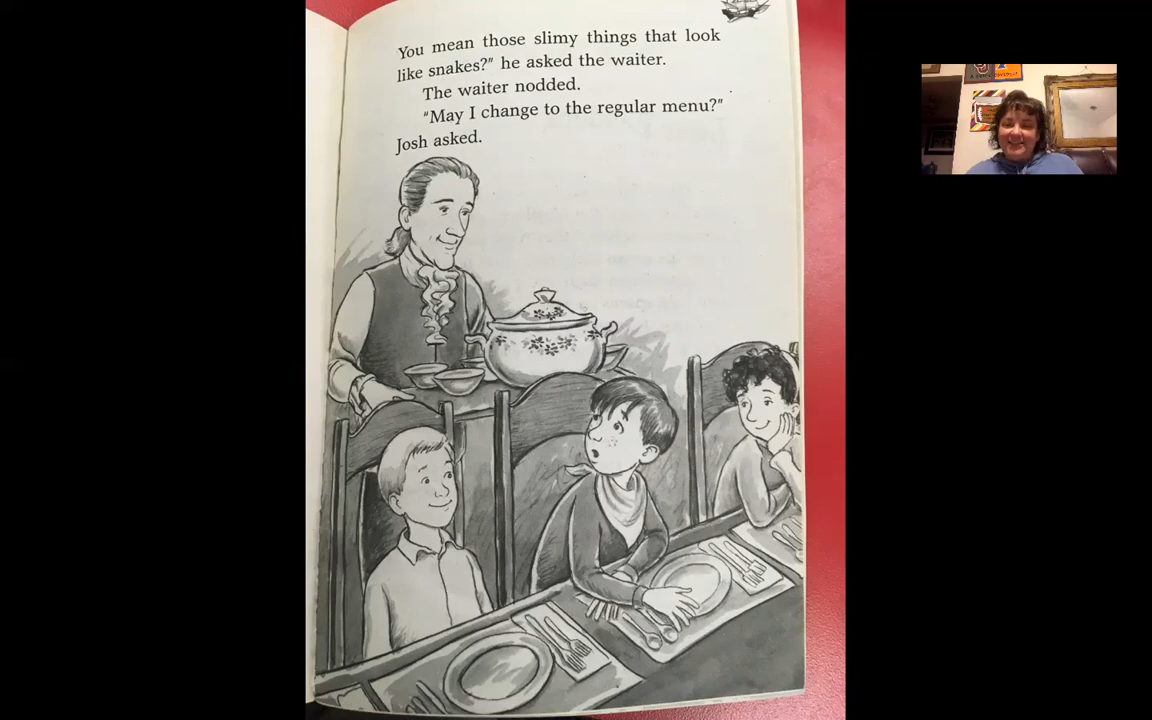 You mean those slimy things that look
like snakes?" he asked the waiter.
The waiter nodded.
"May I change to the regular menu?"
Josh asked.